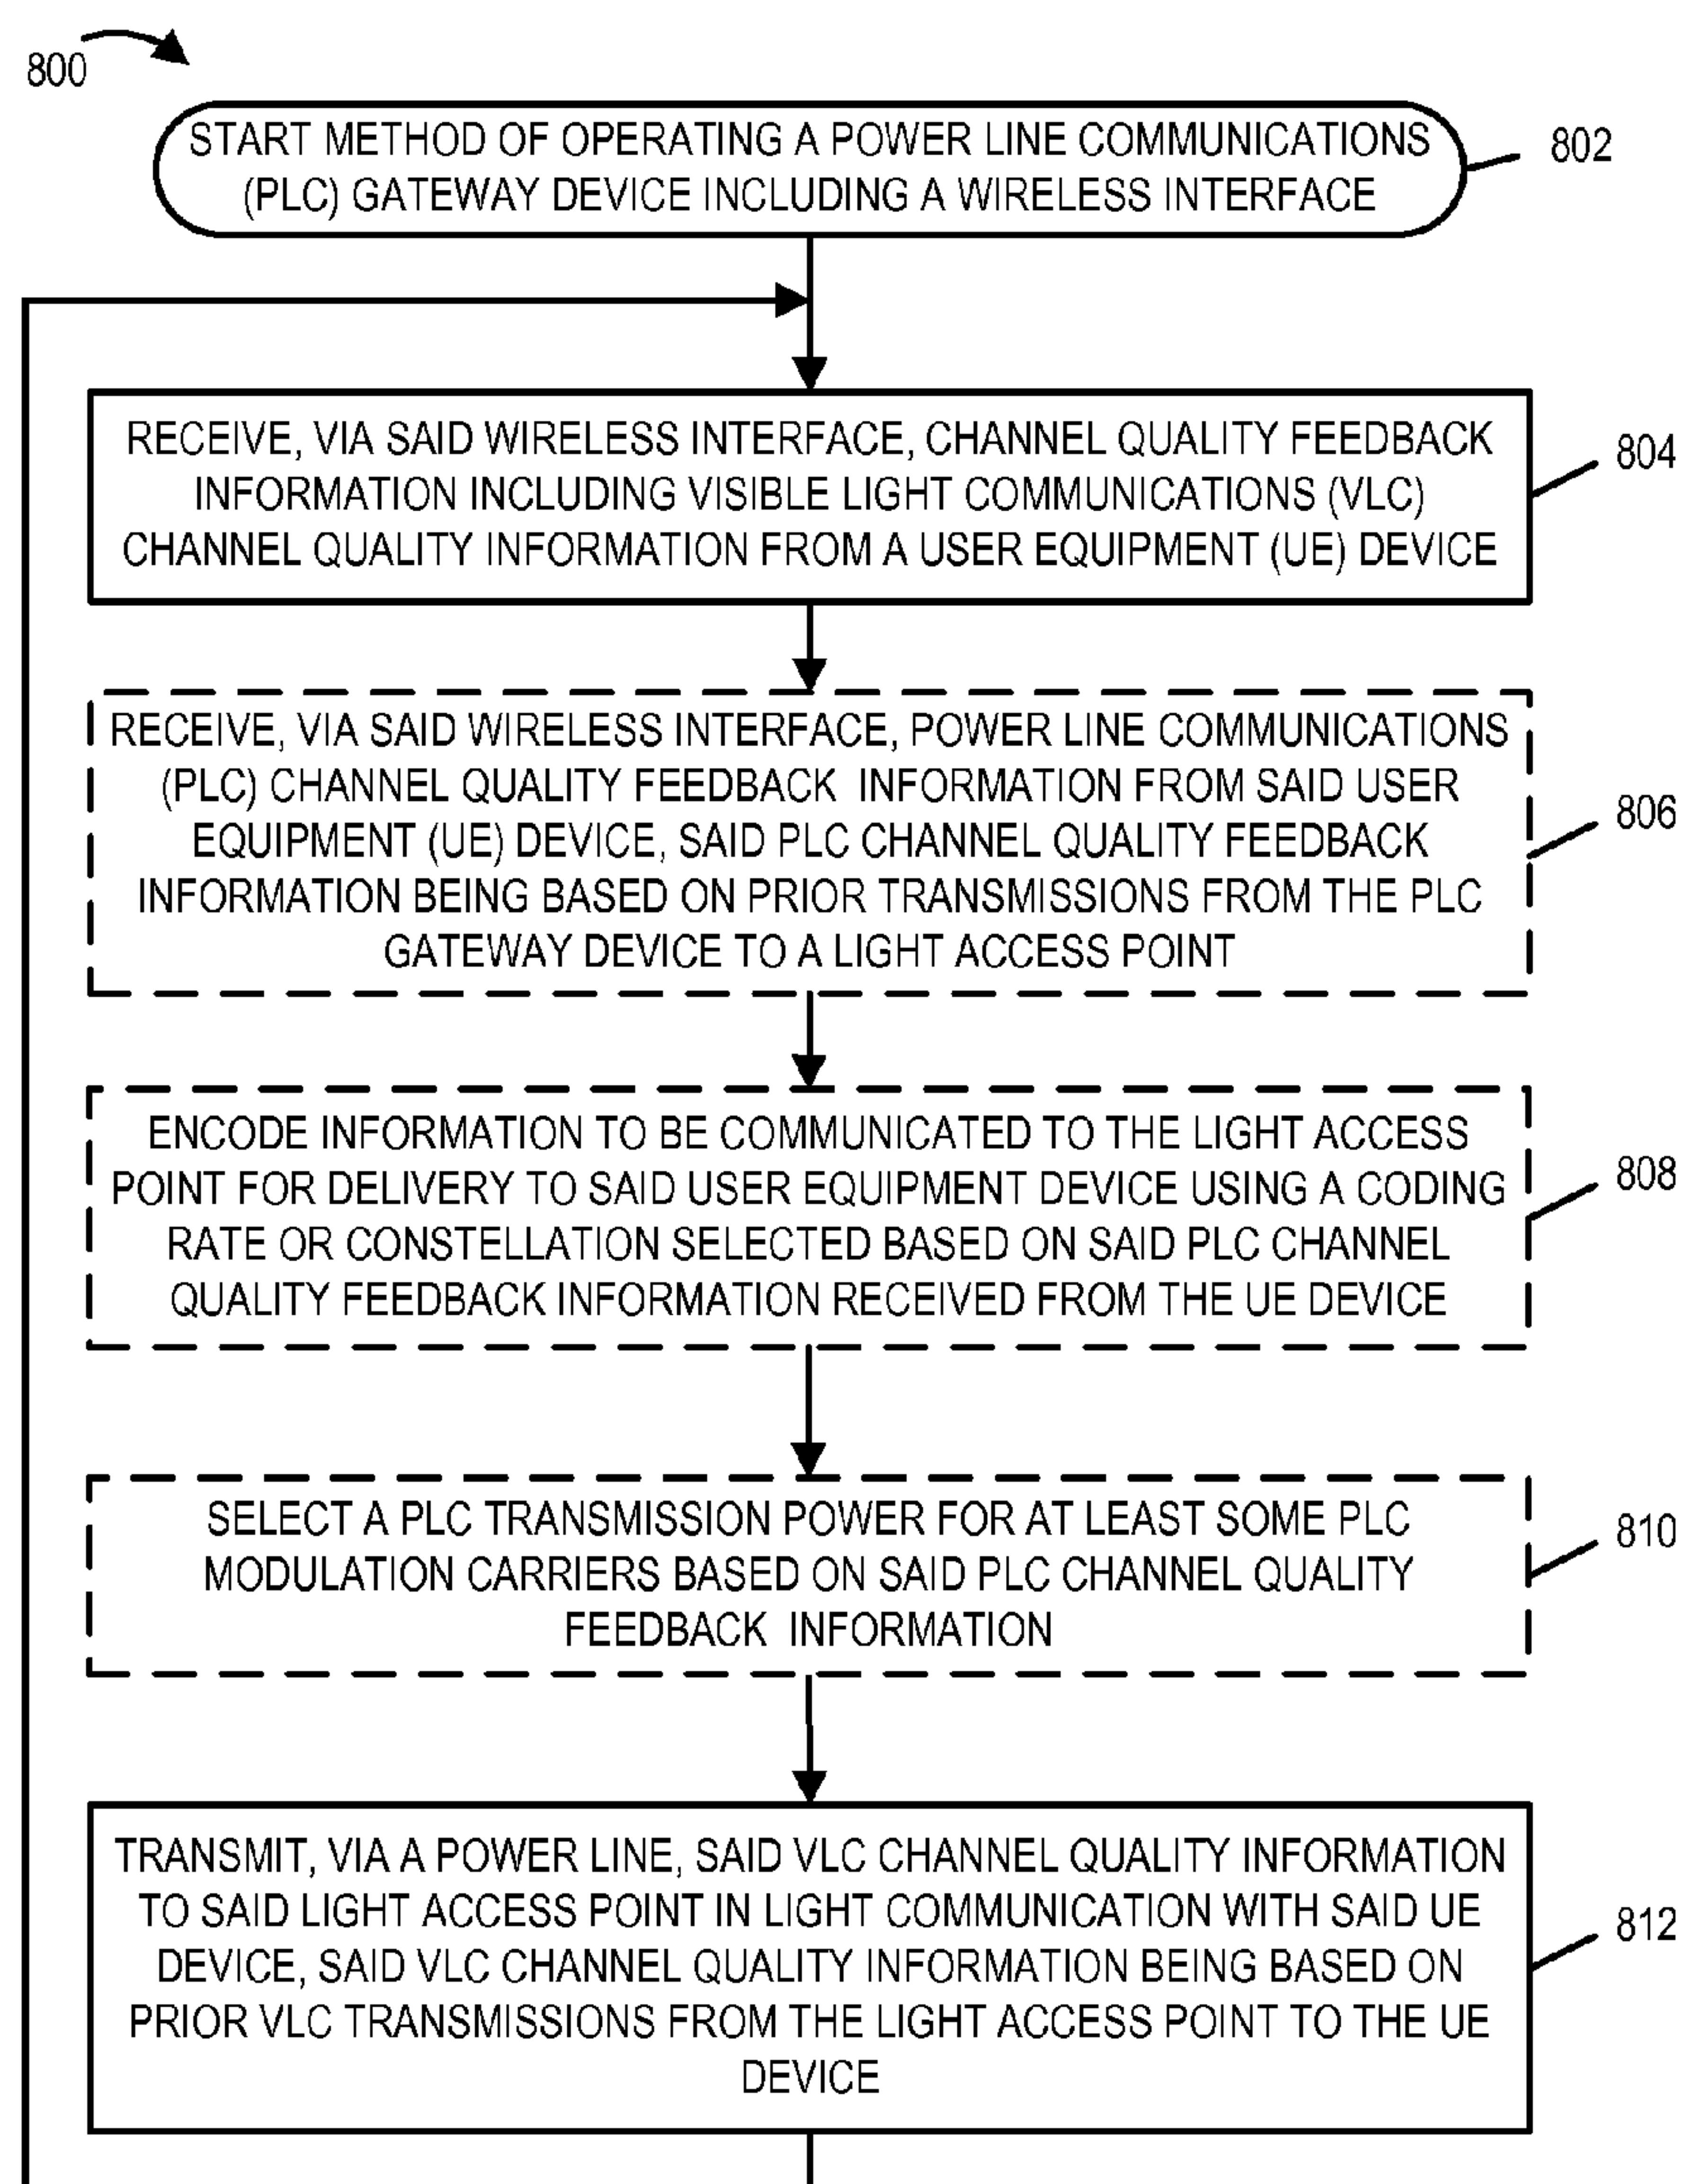 800
START METHOD OF OPERATING A POWER LINE COMMUNICATIONS
(PLC) GATEWAY DEVICE INCLUDING A WIRELESS INTERFACE
802
RECEIVE, VIA SAID WIRELESS INTERFACE, CHANNEL QUALITY FEEDBACK
INFORMATION INCLUDING VISIBLE LIGHT COMMUNICATIONS (VLC)
CHANNEL QUALITY INFORMATION FROM A USER EQUIPMENT (UE) DEVICE
804
RECEIVE, VIA SAID WIRELESS INTERFACE, POWER LINE COMMUNICATIONS
(PLC) CHANNEL QUALITY FEEDBACK INFORMATION FROM SAID USER
EQUIPMENT (UE) DEVICE, SAID PLC CHANNEL QUALITY FEEDBACK
INFORMATION BEING BASED ON PRIOR TRANSMISSIONS FROM THE PLC
GATEWAY DEVICE TO A LIGHT ACCESS POINT
806
ENCODE INFORMATION TO BE COMMUNICATED TO THE LIGHT ACCESS
POINT FOR DELIVERY TO SAID USER EQUIPMENT DEVICE USING A CODING
RATE OR CONSTELLATION SELECTED BASED ON SAID PLC CHANNEL
QUALITY FEEDBACK INFORMATION RECEIVED FROM THE UE DEVICE
808
SELECT A PLC TRANSMISSION POWER FOR AT LEAST SOME PLC
MODULATION CARRIERS BASED ON SAID PLC CHANNEL QUALITY
FEEDBACK INFORMATION
810
TRANSMIT, VIA A POWER LINE, SAID VLC CHANNEL QUALITY INFORMATION
TO SAID LIGHT ACCESS POINT IN LIGHT COMMUNICATION WITH SAID UE
DEVICE, SAID VLC CHANNEL QUALITY INFORMATION BEING BASED ON
PRIOR VLC TRANSMISSIONS FROM THE LIGHT ACCESS POINT TO THE UE
DEVICE
812